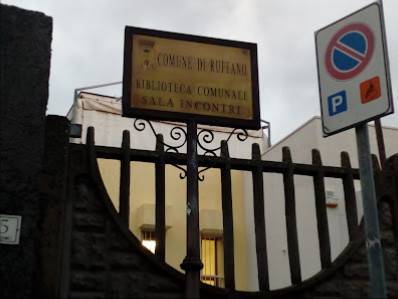 COMUNE DI RUFFANO
BIBLIOTECA COMUNALE
SALA INCONTRI
P
5